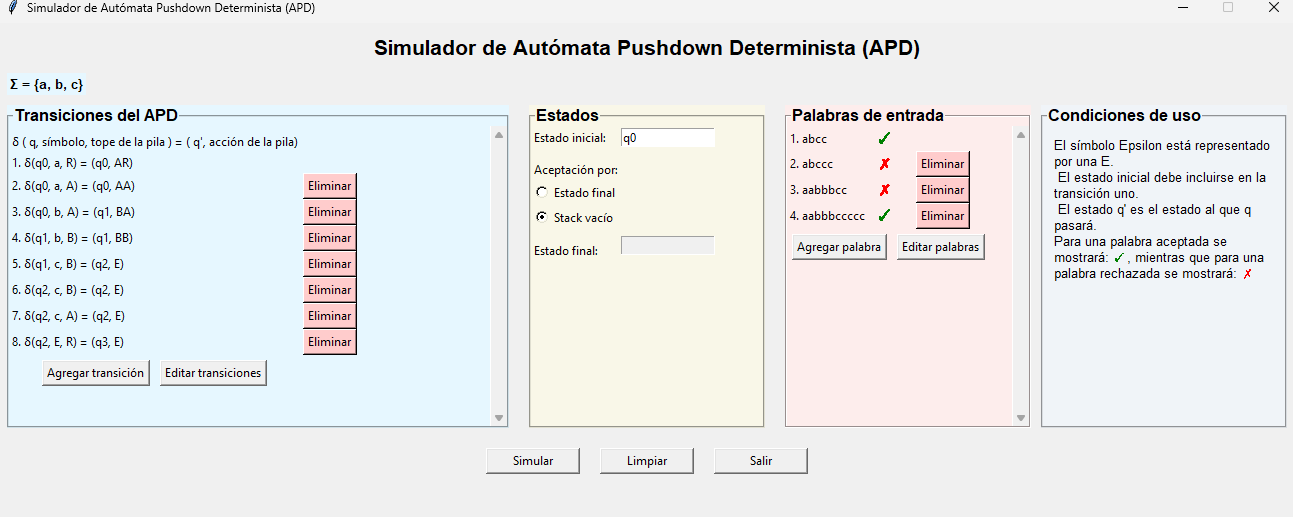 Simulador de Autómata Pushdown Determinista (APD)
Simulador de Autómata Pushdown Determinista (APD)
Σ = {a, b, c}
Transiciones del APD
δ ( q, símbolo, tope de la pila ) = ( q', acción de la pila)
1. δ(q0, a, R) = (q0, AR)
2. δ(q0, a, A) = (q0, AA) Eliminar
3. δ(q0, b, A) = (q1, BA) Eliminar
4. δ(q1, b, B) = (q1, BB) Eliminar
5. δ(q1, c, B) = (q2, E) Eliminar
6. δ(q2, c, B) = (q2, E) Eliminar
7. δ(q2, c, A) = (q2, E) Eliminar
8. δ(q2, E, R) = (q3, E) Eliminar
Agregar transición Editar transiciones
Estados
Estado inicial: q0
Aceptación por:
Estado final
Stack vacío
Estado final:
Palabras de entrada
1. abcc ✓
2. abccc ✗ Eliminar
3. aabbbcc ✗ Eliminar
4. aabbbccccc ✓ Eliminar
Agregar palabra Editar palabras
Condiciones de uso
El símbolo Epsilon está representado
por una E.
El estado inicial debe incluirse en la
transición uno.
El estado q' es el estado al que q
pasará.
Para una palabra aceptada se
mostrará: ✓, mientras que para una
palabra rechazada se mostrará: ✗
Simular Limpiar Salir